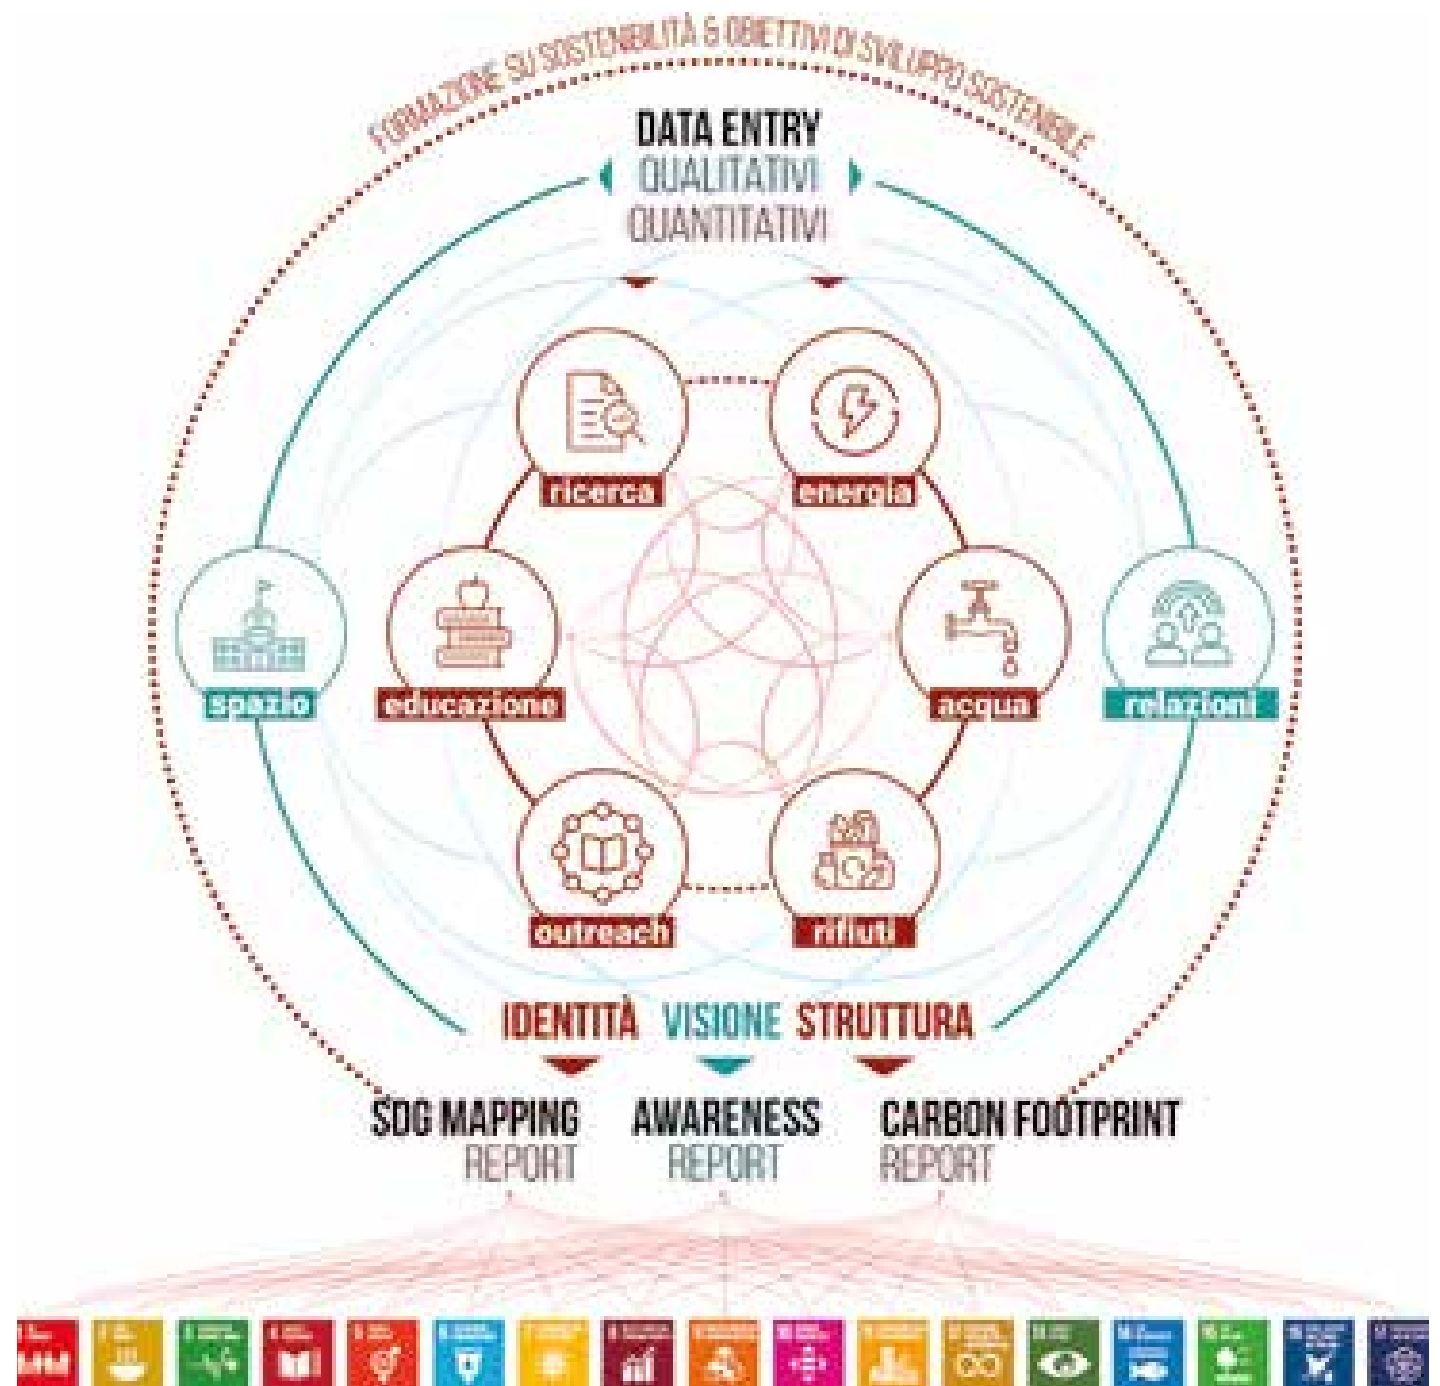 FORMAZIONE SU SOSTENIBILITÀ & OBIETTIVI DI SVILUPPO SOSTENIBILE
DATA ENTRY
QUALITATIVI
QUANTITATIVI
ricerca
energia
spazio
educazione
acqua
relazioni
outreach
rifiuti
IDENTITÀ VISIONE STRUTTURA
SDG MAPPING
REPORT
AWARENESS
REPORT
CARBON FOOTPRINT
REPORT